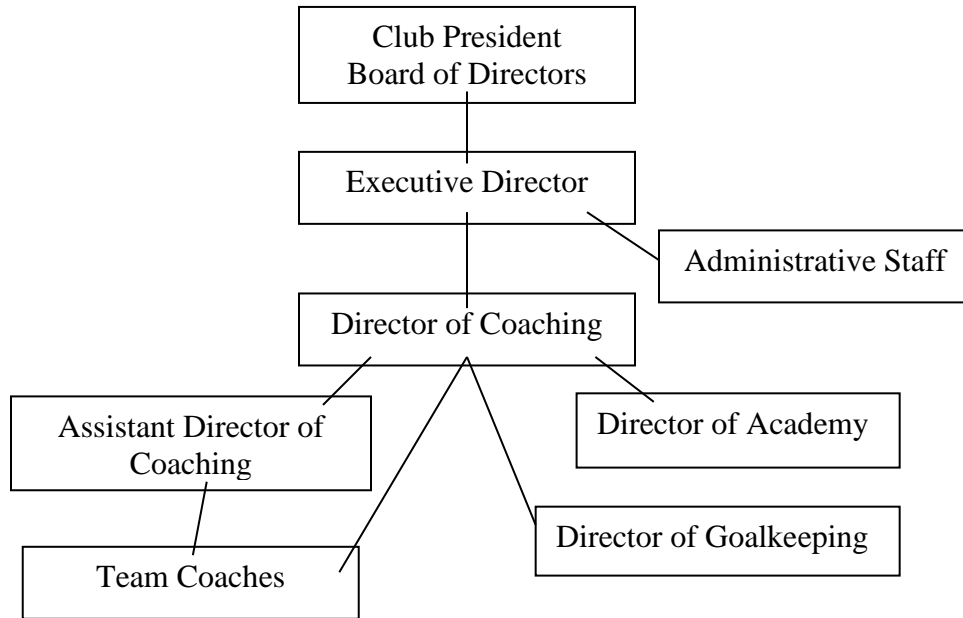 Club President
Board of Directors
Executive Director
Administrative Staff
Director of Coaching
Assistant Director of
Coaching
Director of Academy
Director of Goalkeeping
Team Coaches